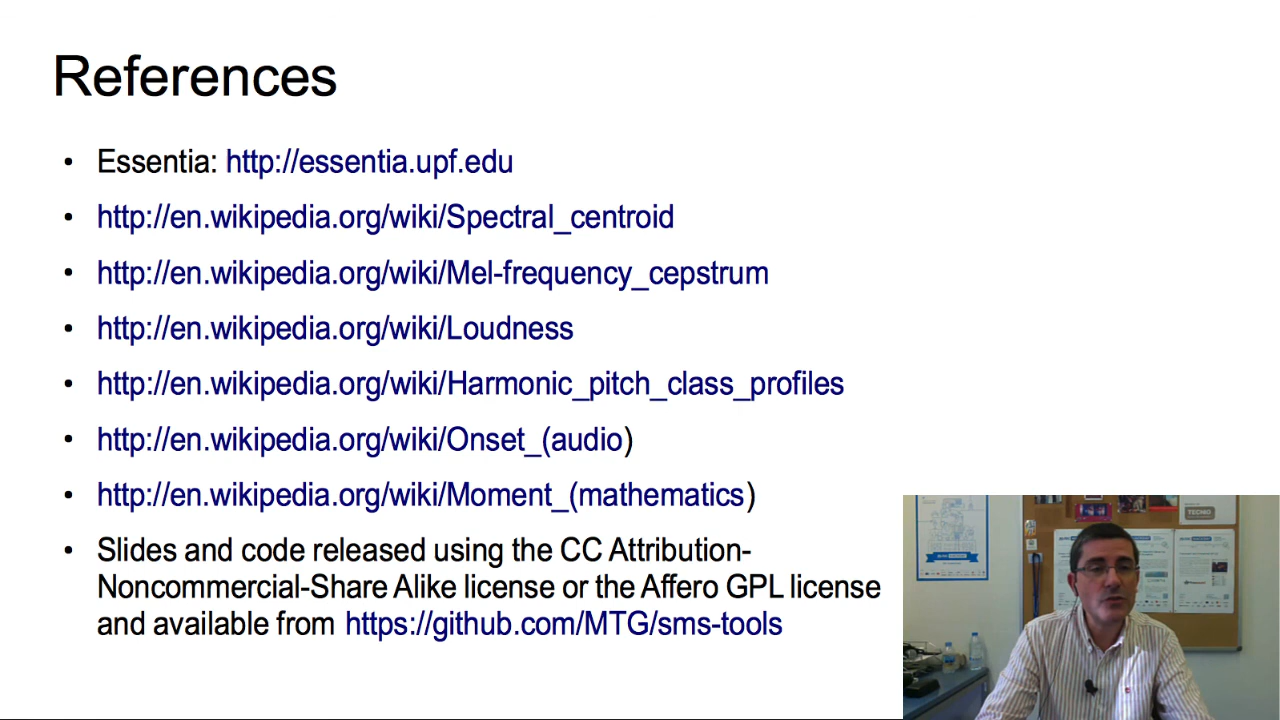 References
• Essentia: http://essentia.upf.edu
• http://en.wikipedia.org/wiki/Spectral_centroid
• http://en.wikipedia.org/wiki/Mel-frequency_cepstrum
• http://en.wikipedia.org/wiki/Loudness
• http://en.wikipedia.org/wiki/Harmonic_pitch_class_profiles
• http://en.wikipedia.org/wiki/Onset_(audio)
• http://en.wikipedia.org/wiki/Moment_(mathematics)
• Slides and code released using the CC Attribution-
Noncommercial-Share Alike license or the Affero GPL license
and available from https://github.com/MTG/sms-tools